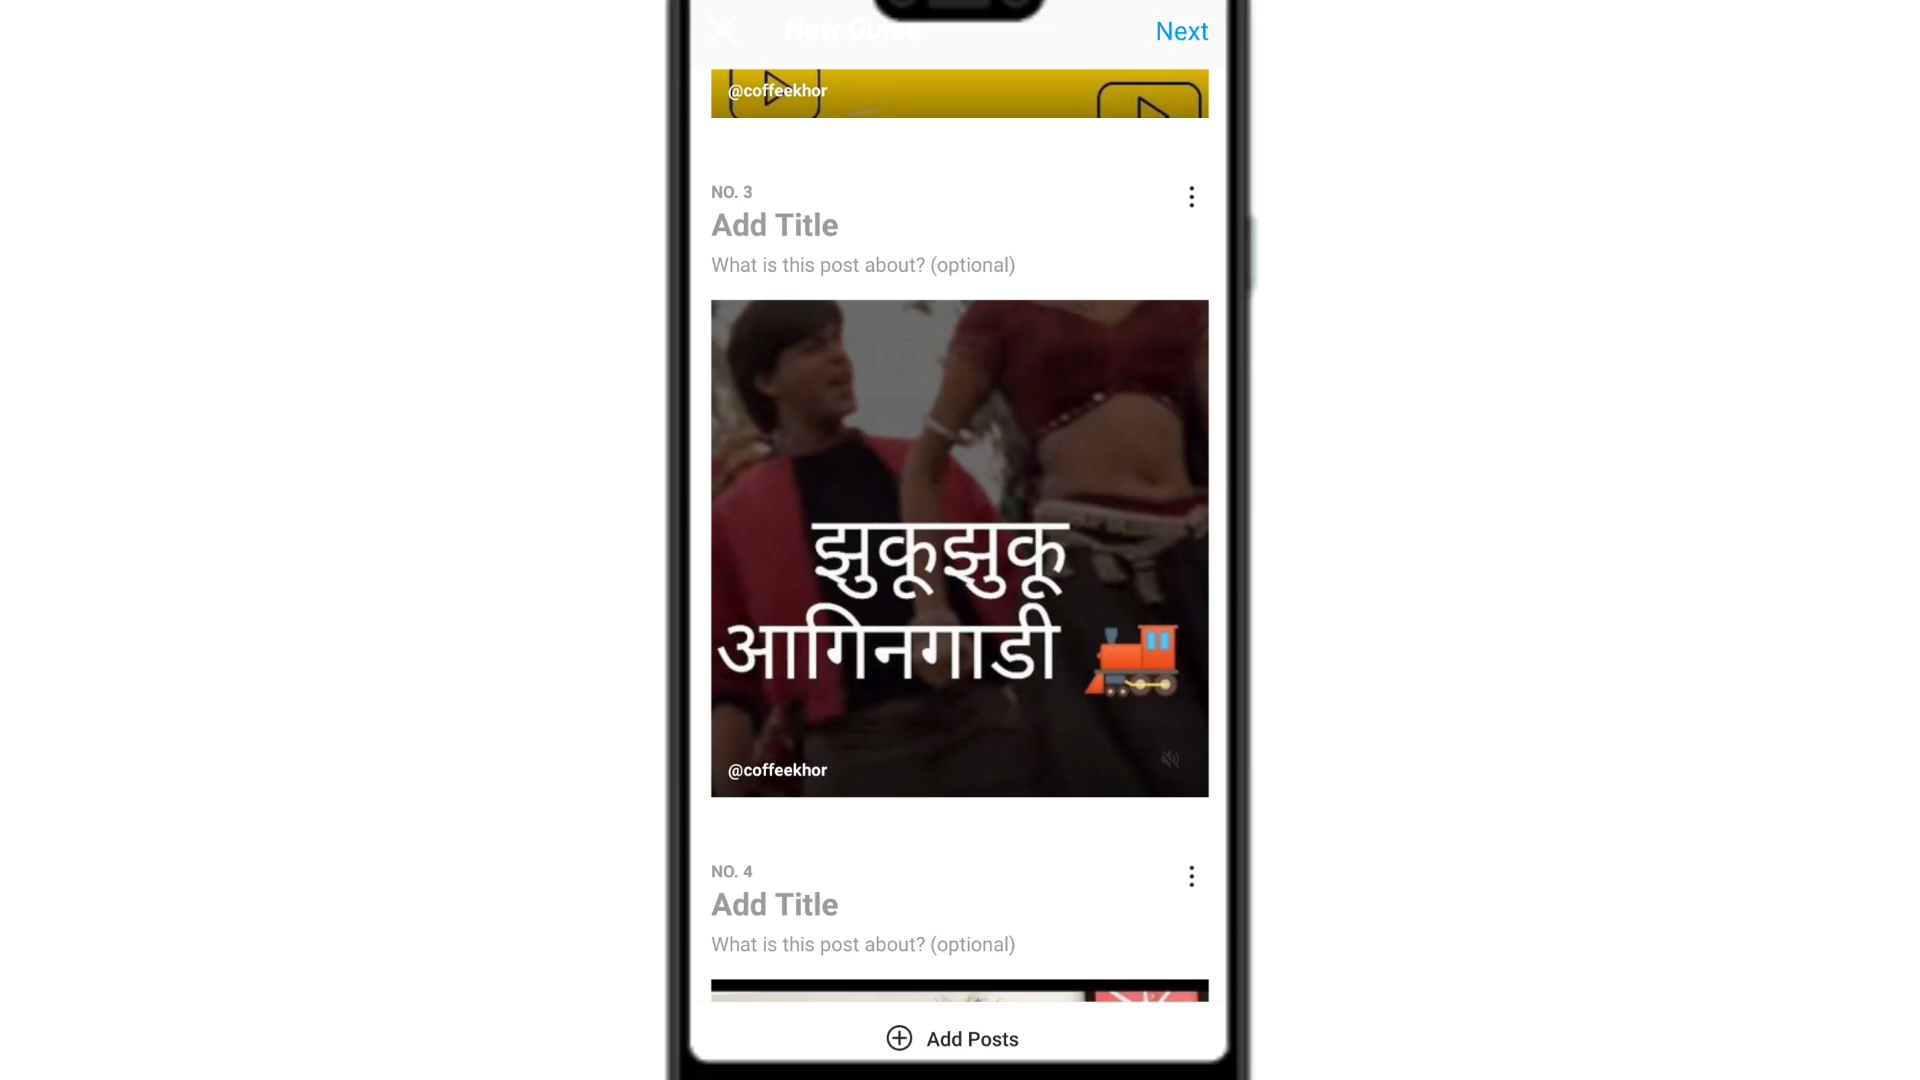 New Guide
Next
@coffeekhor
NO. 3
Add Title
What is this post about? (optional)
झुकूझुकू
आगिनगाडी
@coffeekhor
NO. 4
Add Title
What is this post about? (optional)
Add Posts